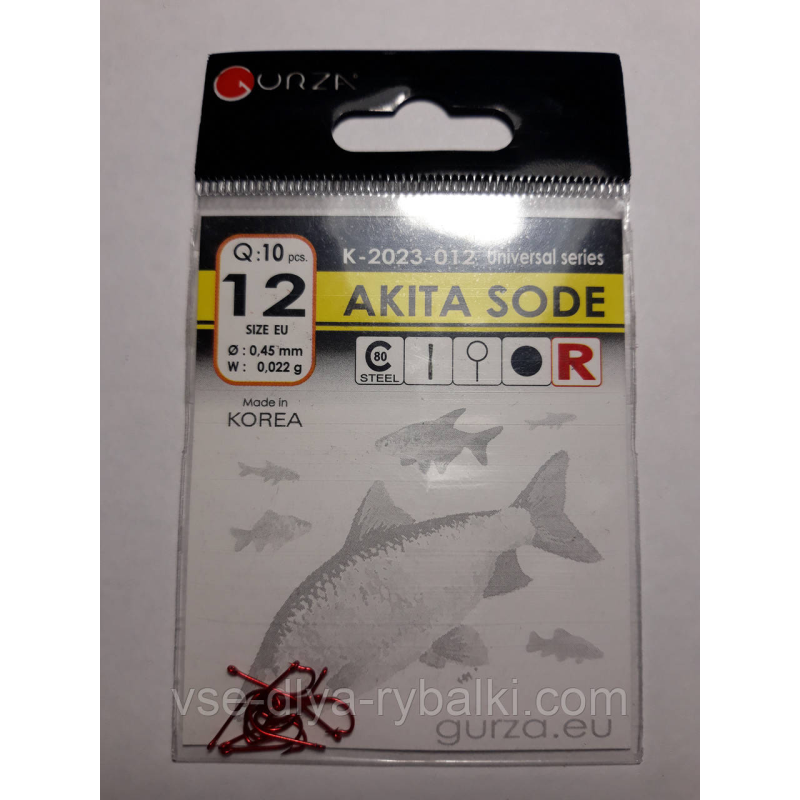 GURZA
Q:10 pcs.
12
SIZE EU
Ø : 0,45 mm
W : 0,022 g
K-2023-012 Universal series
AKITA SODE
C 80
STEEL
R
Made in
KOREA
vse-dlya-rybalki.com
gurza.eu